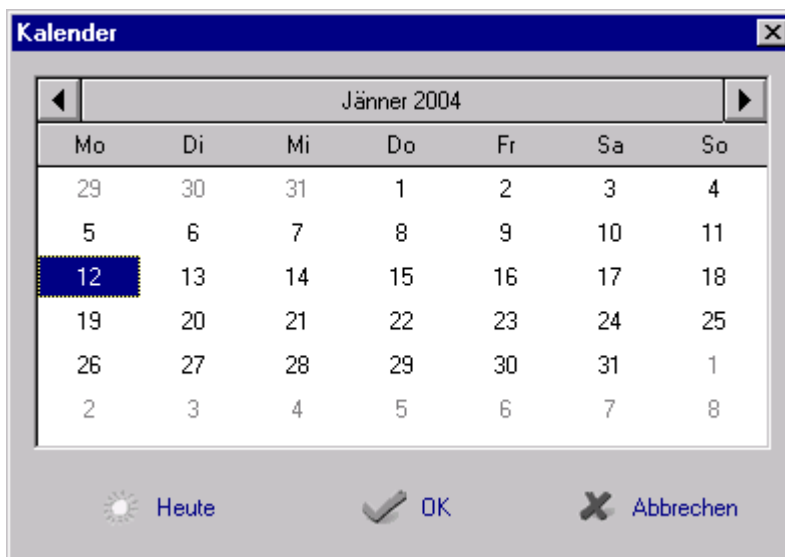 Kalender
Jänner 2004
Mo Di Mi Do Fr Sa So
29 30 31 1 2 3 4
5 6 7 8 9 10 11
12 13 14 15 16 17 18
19 20 21 22 23 24 25
26 27 28 29 30 31 1
2 3 4 5 6 7 8
Heute OK Abbrechen